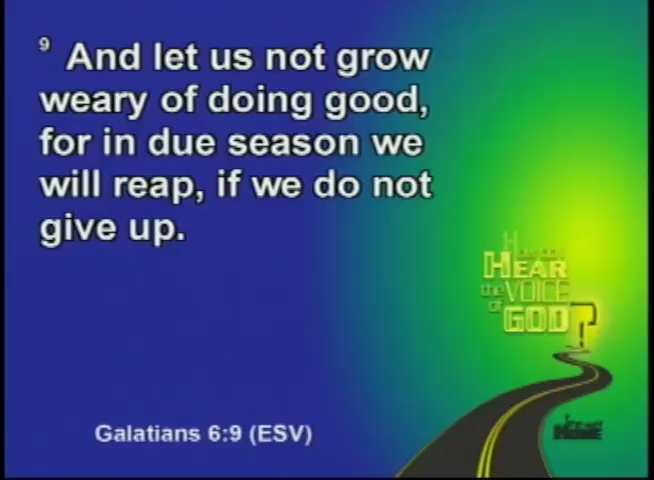 9 And let us not grow
weary of doing good,
for in due season we
will reap, if we do not
give up.
HEAR
the VOICE
of
GOD?
Galatians 6:9 (ESV)